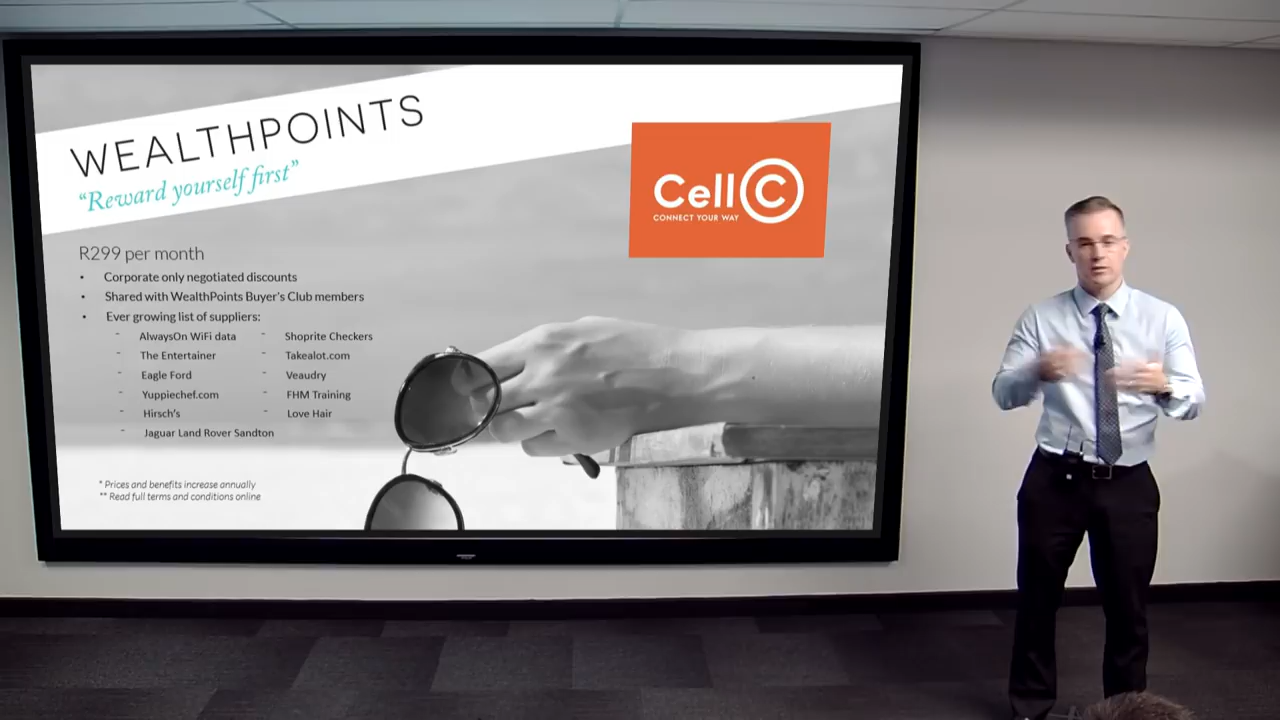 WEALTHPOINTS
“Reward yourself first”
Cell C
CONNECT YOUR WAY
R299 per month
• Corporate only negotiated discounts
• Shared with WealthPoints Buyer's Club members
• Ever growing list of suppliers:
- AlwaysOn WiFi data - Shoprite Checkers
- The Entertainer - Takealot.com
- Eagle Ford - Veaudry
- Yuppiechef.com - FHM Training
- Hirsch's - Love Hair
- Jaguar Land Rover Sandton
* Prices and benefits increase annually
** Read full terms and conditions online